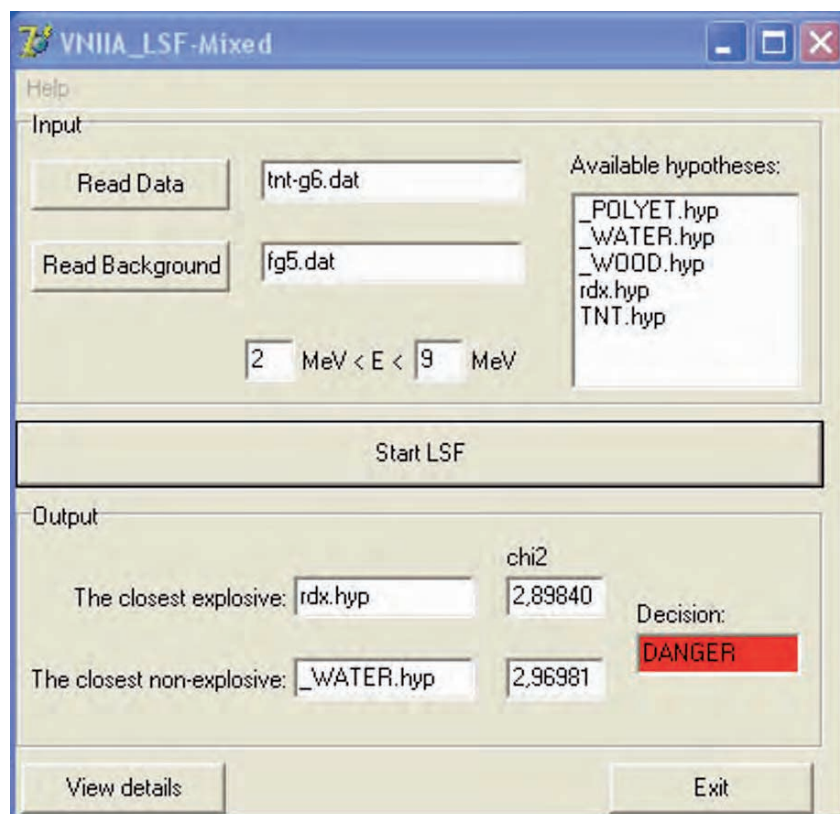 VNIIA_LSF-Mixed
Help
Input
Read Data
tnt-g6.dat
Available hypotheses:
_POLYET.hyp
_WATER.hyp
_WOOD.hyp
rdx.hyp
TNT.hyp
Read Background
fg5.dat
2 MeV < E < 9 MeV
Start LSF
Output
chi2
The closest explosive: rdx.hyp 2,89840
Decision:
DANGER
The closest non-explosive: _WATER.hyp 2,96981
View details
Exit